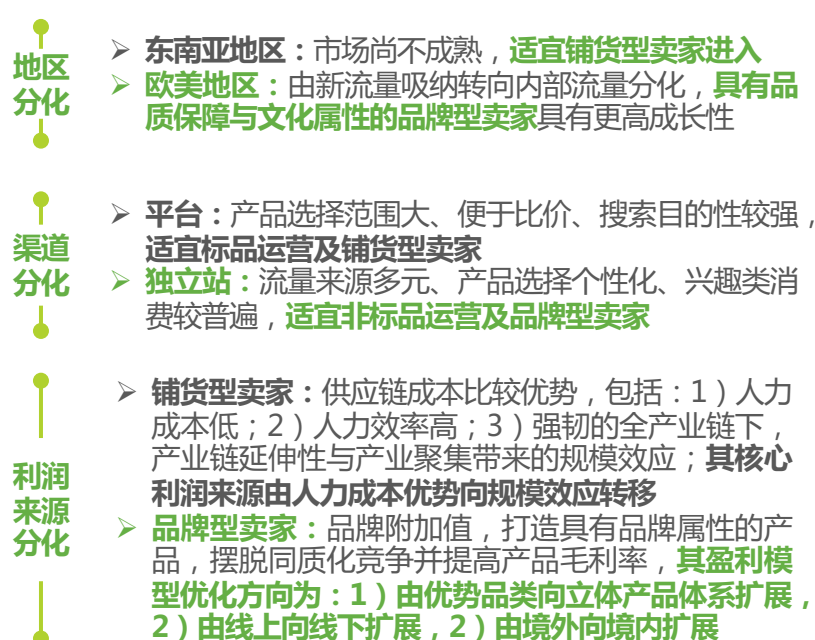 地区
分化
➢ 东南亚地区：市场尚不成熟，适宜铺货型卖家进入
➢ 欧美地区：由新流量吸纳转向内部流量分化，具有品
质保障与文化属性的品牌型卖家具有更高成长性
渠道
分化
➢ 平台：产品选择范围大、便于比价、搜索目的性较强，
适宜标品运营及铺货型卖家
➢ 独立站：流量来源多元、产品选择个性化、兴趣类消
费较普遍，适宜非标品运营及品牌型卖家
利润
来源
分化
➢ 铺货型卖家：供应链成本比较优势，包括：1）人力
成本低；2）人力效率高；3）强韧的全产业链下，
产业链延伸性与产业聚集带来的规模效应；其核心
利润来源由人力成本优势向规模效应转移
➢ 品牌型卖家：品牌附加值，打造具有品牌属性的产
品，摆脱同质化竞争并提高产品毛利率，其盈利模
型优化方向为：1）由优势品类向立体产品体系扩展，
2）由线上向线下扩展，2）由境外向境内扩展